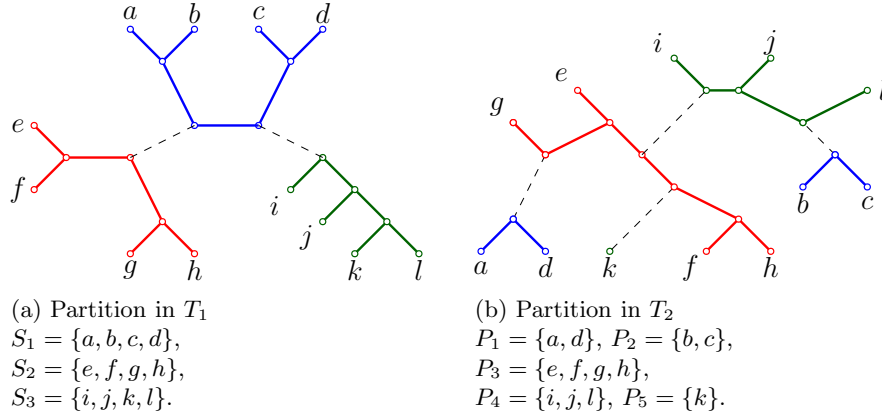 a b c d
i j
e
g
l
e
f
i
j
b c
g h
k l
a d
k
f h
(a) Partition in T₁
S₁ = {a, b, c, d},
S₂ = {e, f, g, h},
S₃ = {i, j, k, l}.
(b) Partition in T₂
P₁ = {a, d}, P₂ = {b, c},
P₃ = {e, f, g, h},
P₄ = {i, j, l}, P₅ = {k}.